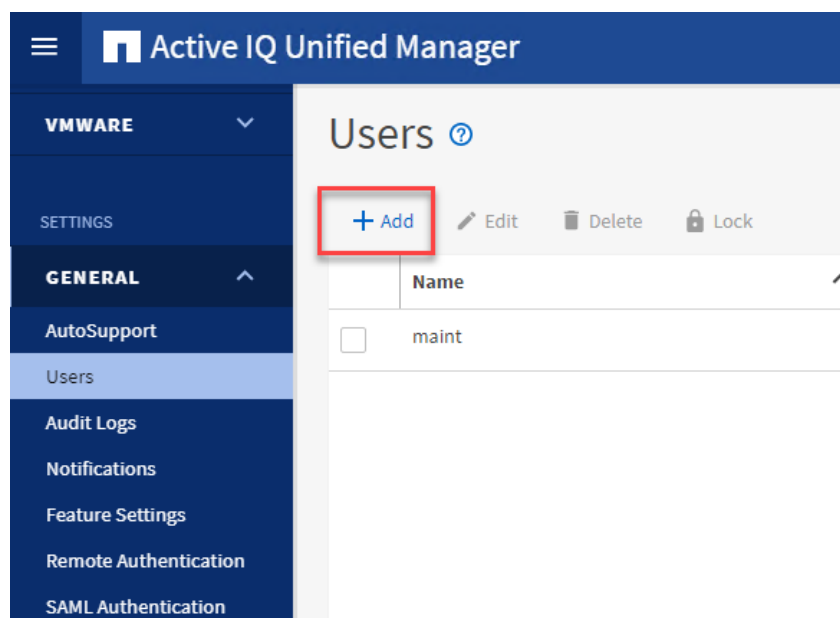 Active IQ Unified Manager
VMWARE
SETTINGS
GENERAL
AutoSupport
Users
Audit Logs
Notifications
Feature Settings
Remote Authentication
SAML Authentication
Users ?
+ Add Edit Delete Lock
Name
maint